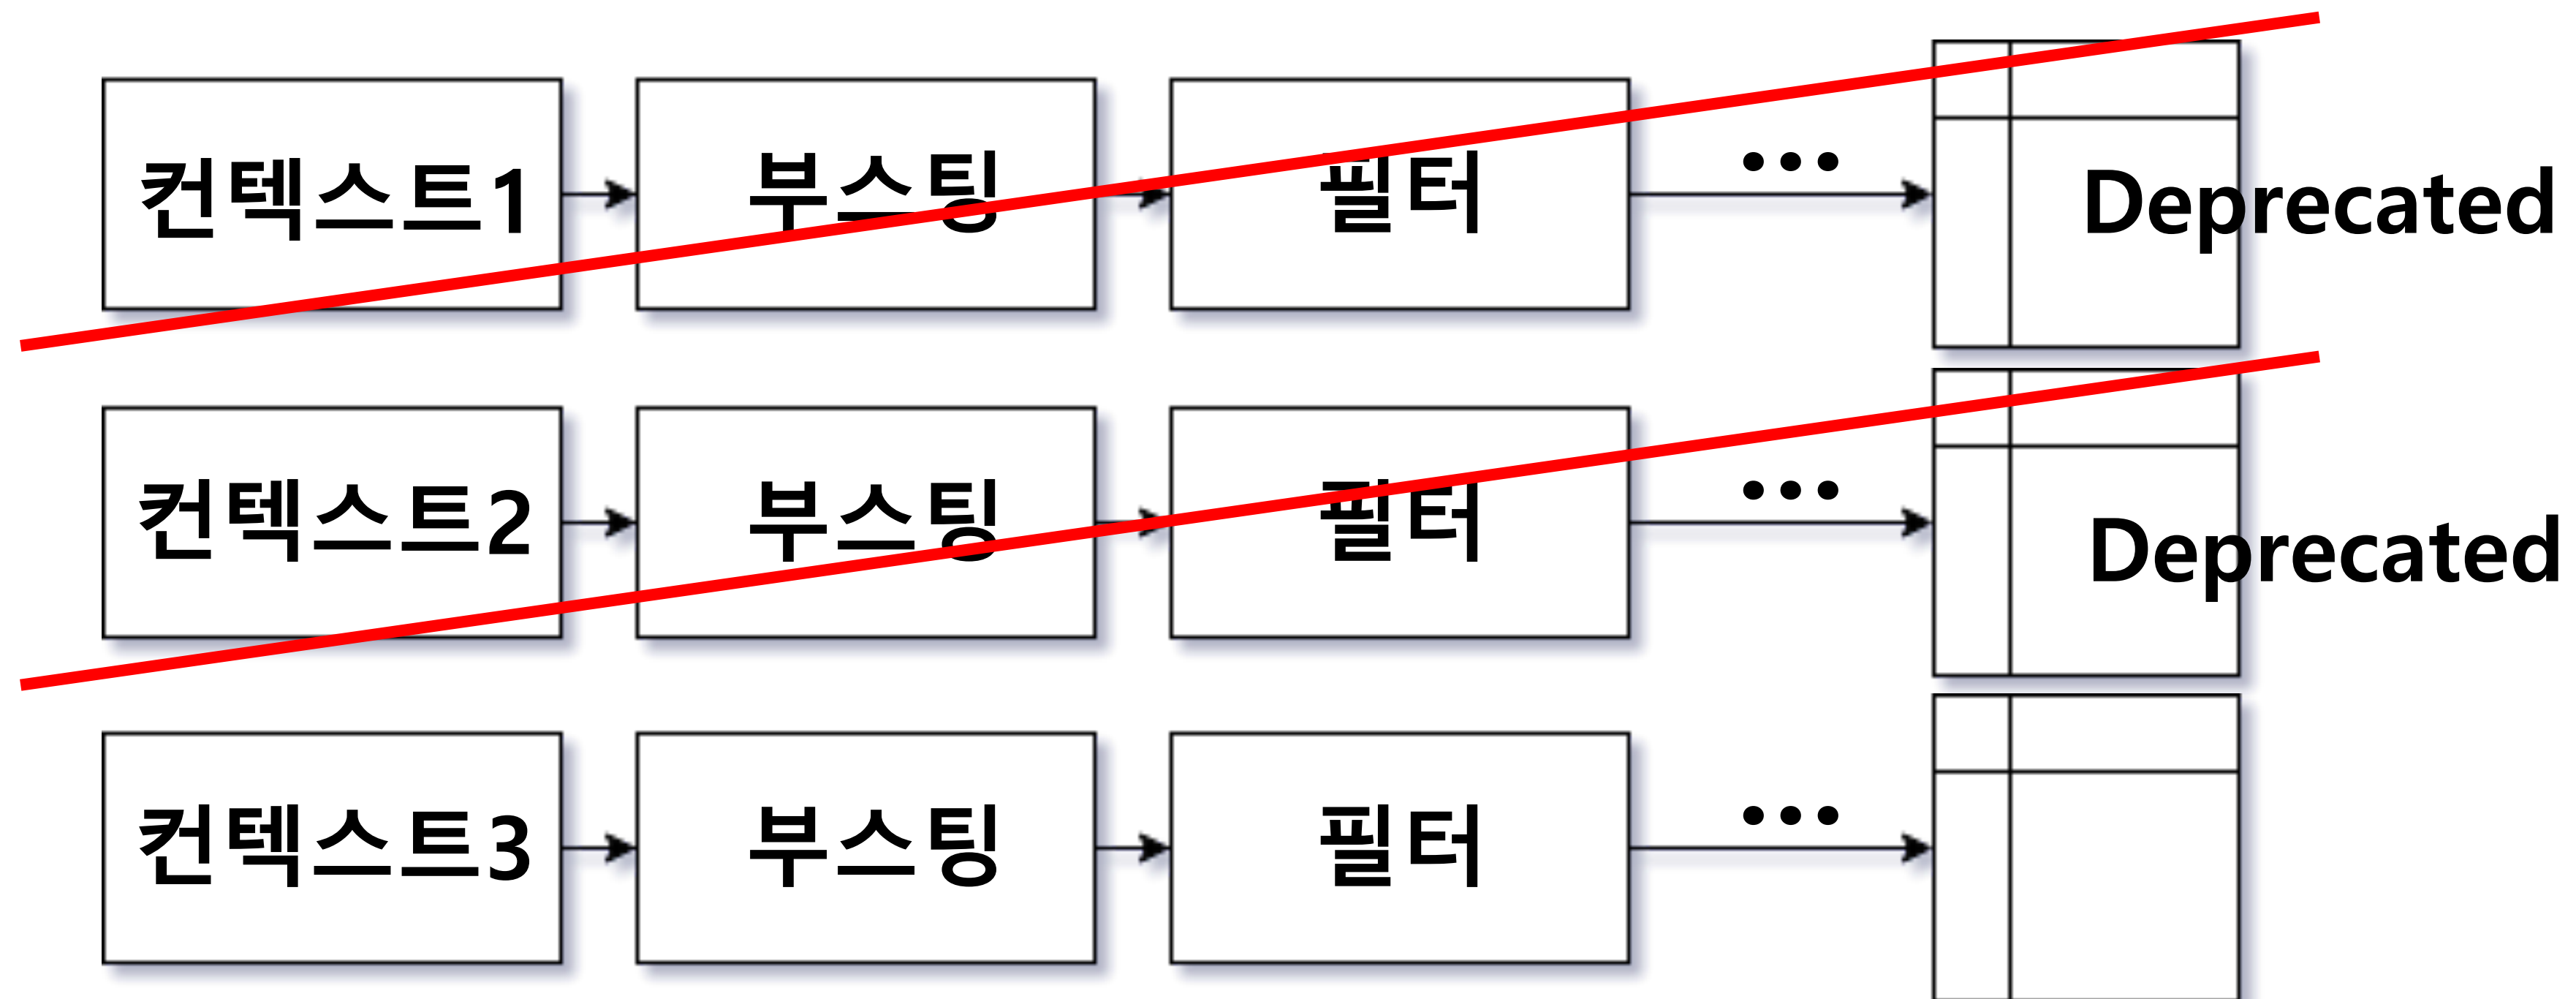 컨텍스트1 부스팅 필터 ... Deprecated
컨텍스트2 부스팅 필터 ... Deprecated
컨텍스트3 부스팅 필터 ...